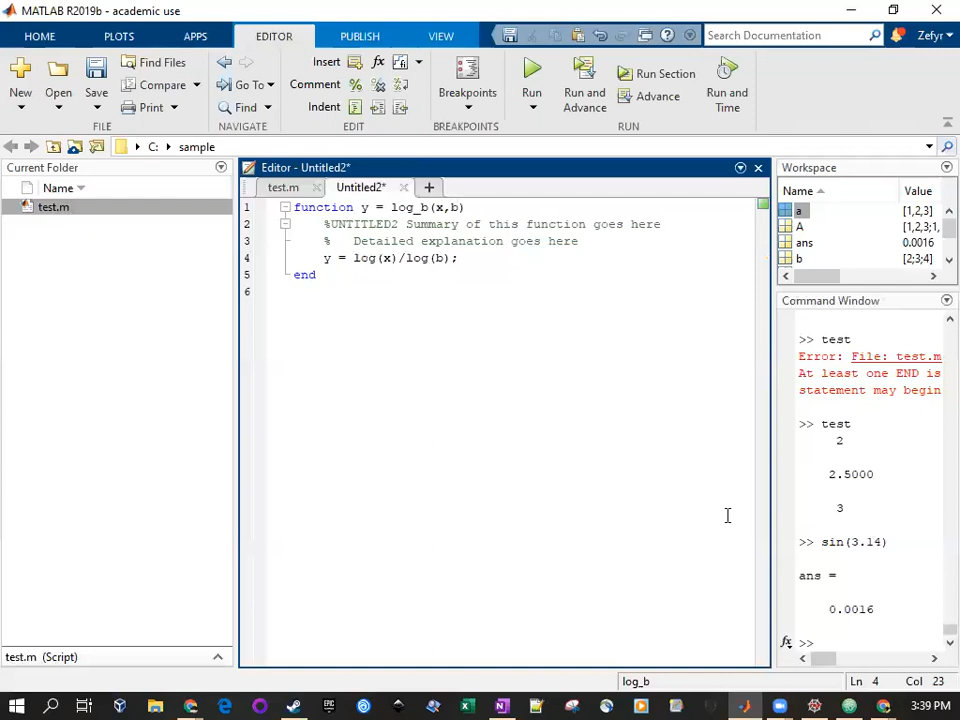 MATLAB R2019b - academic use
HOME PLOTS APPS EDITOR PUBLISH VIEW Search Documentation Zefyr
New Open Save Find Files Compare Print
FILE
Go To Find
NAVIGATE
Insert fx
Comment %
Indent
EDIT
Breakpoints
BREAKPOINTS
Run Run and Advance Run Section Advance Run and Time
RUN
C: sample
Current Folder
Name
test.m
test.m (Script)
Editor - Untitled2*
test.m Untitled2*
1 function y = log_b(x,b)
2 %UNTITLED2 Summary of this function goes here
3 % Detailed explanation goes here
4 y = log(x)/log(b);
5 end
6
Workspace
Name Value
a [1,2,3]
A [1,2,3;1,
ans 0.0016
b [2;3;4]
Command Window
>> test
Error: File: test.m
At least one END is
statement may begin
>> test
2
2.5000
3
>> sin(3.14)
ans =
0.0016
fx >>
log_b Ln 4 Col 23
3:39 PM